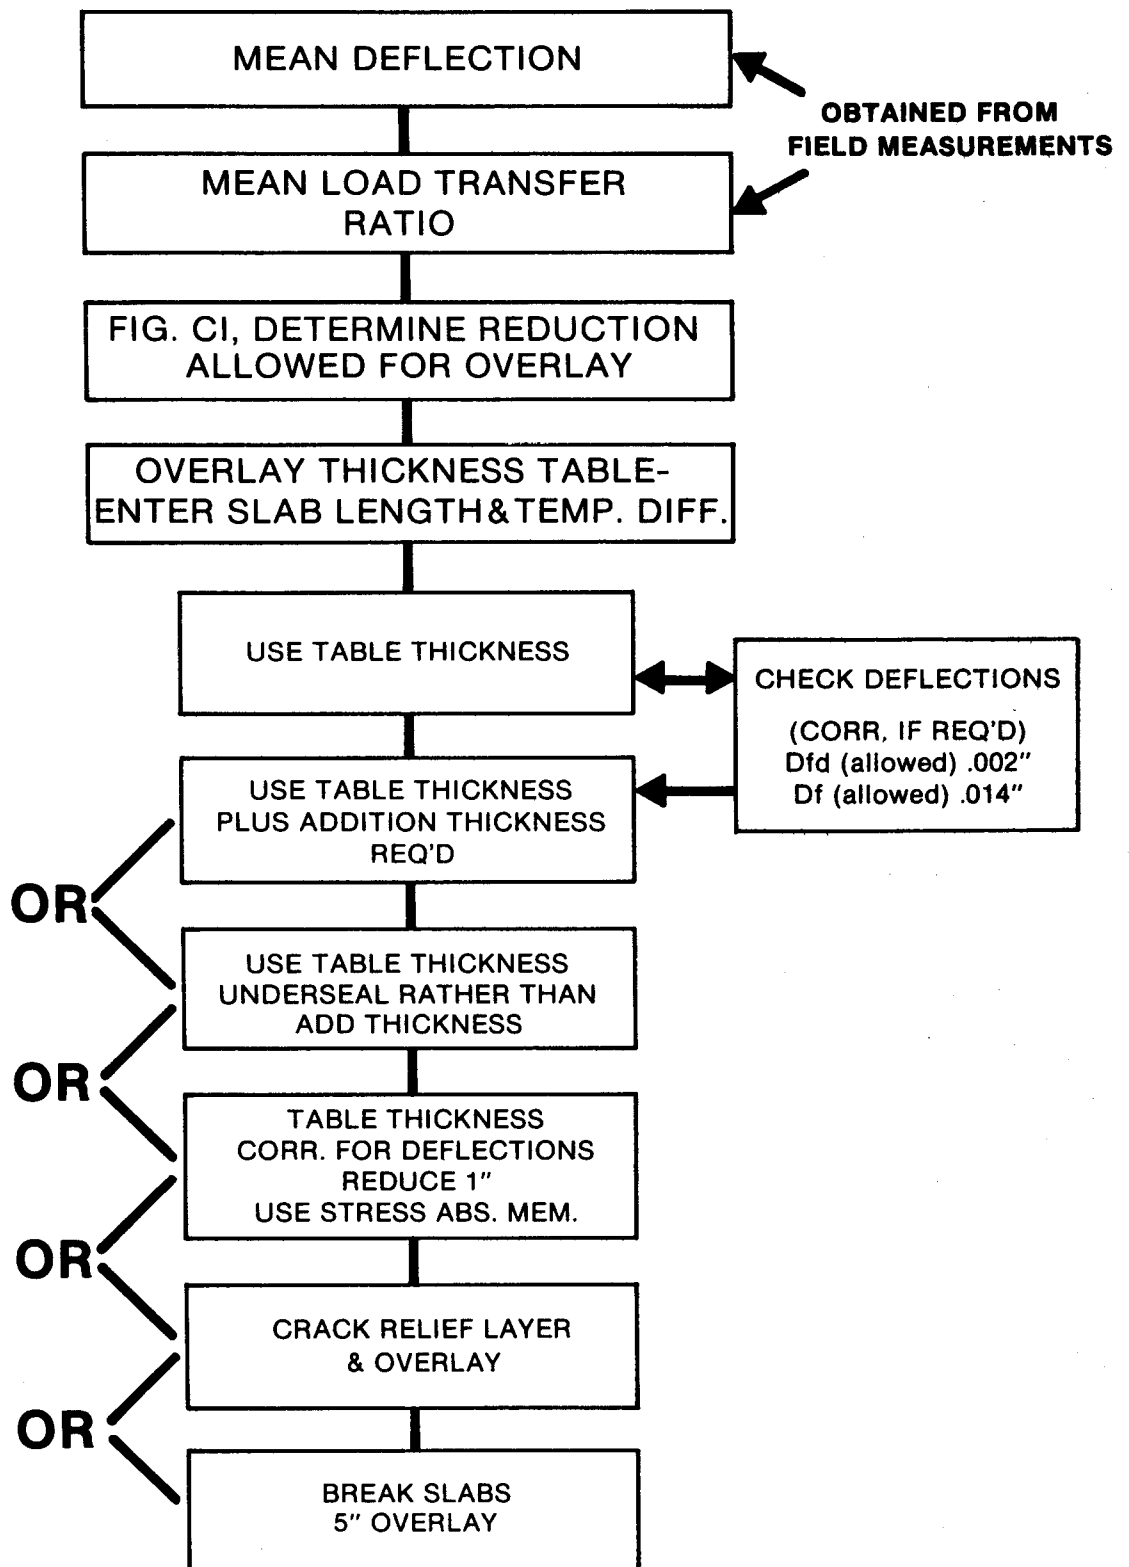 MEAN DEFLECTION
OBTAINED FROM
FIELD MEASUREMENTS
MEAN LOAD TRANSFER
RATIO
FIG. CI, DETERMINE REDUCTION
ALLOWED FOR OVERLAY
OVERLAY THICKNESS TABLE-
ENTER SLAB LENGTH&TEMP. DIFF.
USE TABLE THICKNESS
CHECK DEFLECTIONS
(CORR, IF REQ'D)
Dfd (allowed) .002"
Df (allowed) .014"
USE TABLE THICKNESS
PLUS ADDITION THICKNESS
REQ'D
OR
USE TABLE THICKNESS
UNDERSEAL RATHER THAN
ADD THICKNESS
OR
TABLE THICKNESS
CORR. FOR DEFLECTIONS
REDUCE 1"
USE STRESS ABS. MEM.
OR
CRACK RELIEF LAYER
& OVERLAY
OR
BREAK SLABS
5" OVERLAY